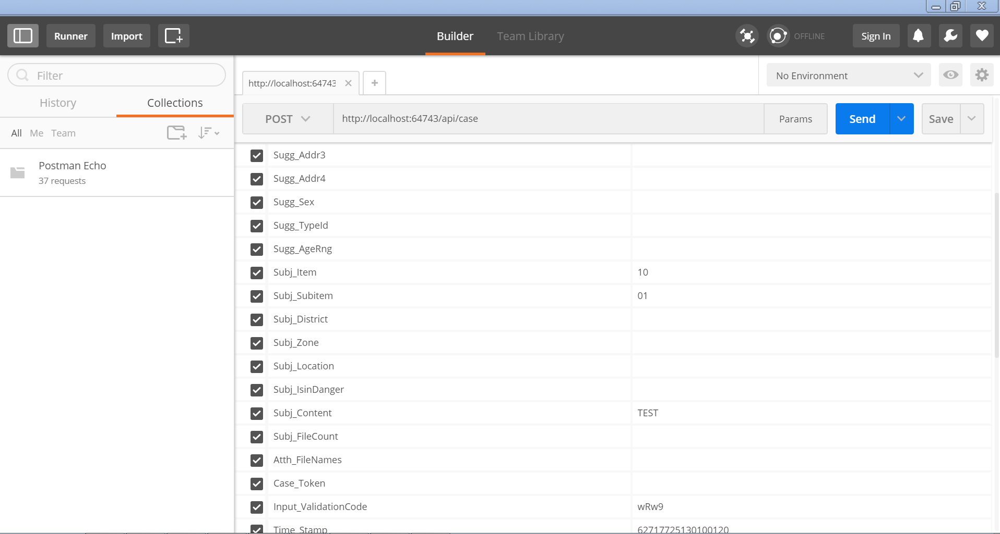 Runner Import Builder Team Library OFFLINE Sign In
Filter
History Collections
All Me Team
Postman Echo
37 requests
http://localhost:64743 No Environment
POST http://localhost:64743/api/case Params Send Save
Sugg_Addr3
Sugg_Addr4
Sugg_Sex
Sugg_TypeId
Sugg_AgeRng
Subj_Item 10
Subj_Subitem 01
Subj_District
Subj_Zone
Subj_Location
Subj_IsinDanger
Subj_Content TEST
Subj_FileCount
Atth_FileNames
Case_Token
Input_ValidationCode wRw9
Time_Stamp 62717725130100120